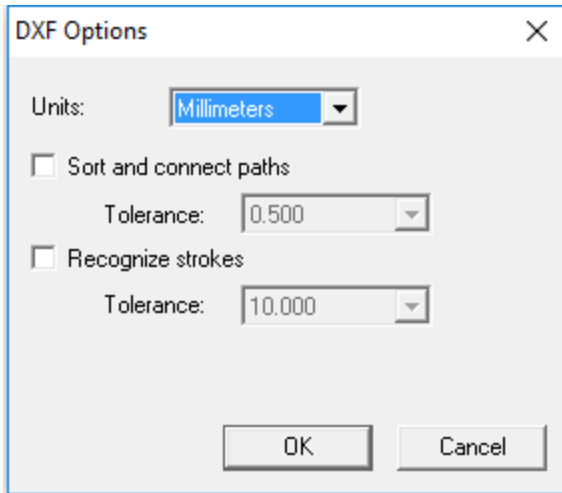 DXF Options
Units: Millimeters
Sort and connect paths
Tolerance: 0.500
Recognize strokes
Tolerance: 10.000
OK Cancel